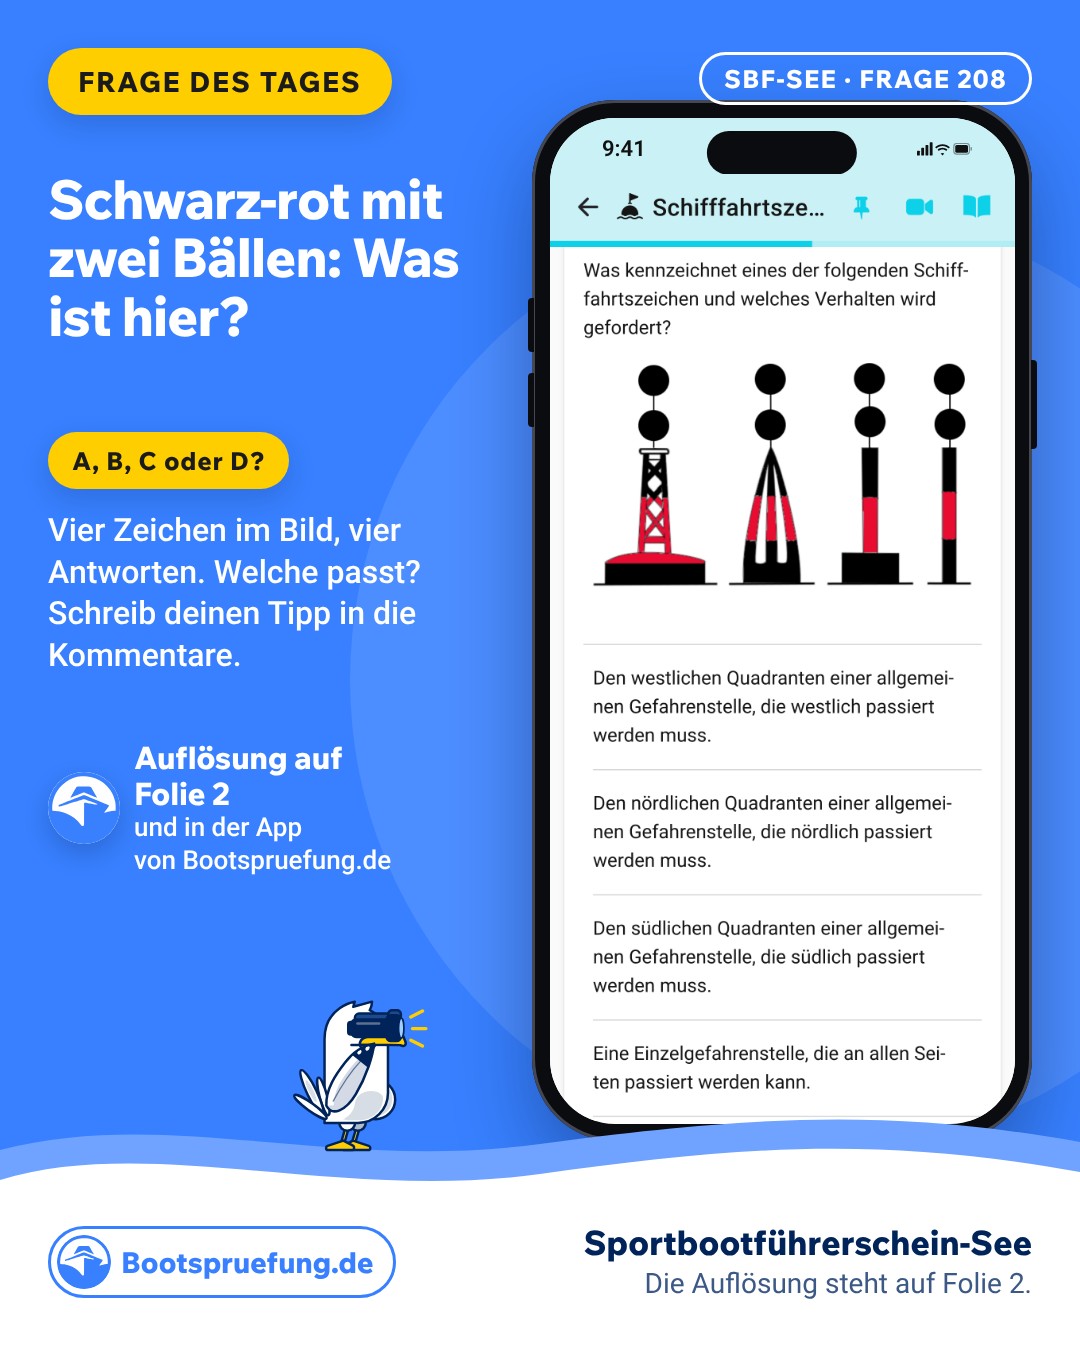 FRAGE DES TAGES
SBF-SEE · FRAGE 208
Schwarz-rot mit
zwei Bällen: Was
ist hier?
A, B, C oder D?
Vier Zeichen im Bild, vier
Antworten. Welche passt?
Schreib deinen Tipp in die
Kommentare.
Auflösung auf
Folie 2
und in der App
von Bootspruefung.de
9:41
Schifffahrtsze...
Was kennzeichnet eines der folgenden Schiff-
fahrtszeichen und welches Verhalten wird
gefordert?
Den westlichen Quadranten einer allgemei-
nen Gefahrenstelle, die westlich passiert
werden muss.
Den nördlichen Quadranten einer allgemei-
nen Gefahrenstelle, die nördlich passiert
werden muss.
Den südlichen Quadranten einer allgemei-
nen Gefahrenstelle, die südlich passiert
werden muss.
Eine Einzelgefahrenstelle, die an allen Sei-
ten passiert werden kann.
Bootspruefung.de
Sportbootführerschein-See
Die Auflösung steht auf Folie 2.